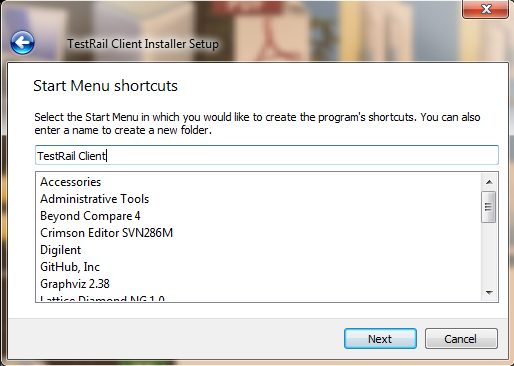 TestRail Client Installer Setup
Start Menu shortcuts
Select the Start Menu in which you would like to create the program's shortcuts. You can also
enter a name to create a new folder.
TestRail Client
Accessories
Administrative Tools
Beyond Compare 4
Crimson Editor SVN286M
Digilent
GitHub, Inc
Graphviz 2.38
Lattice Diamond NG 1.0
Next
Cancel